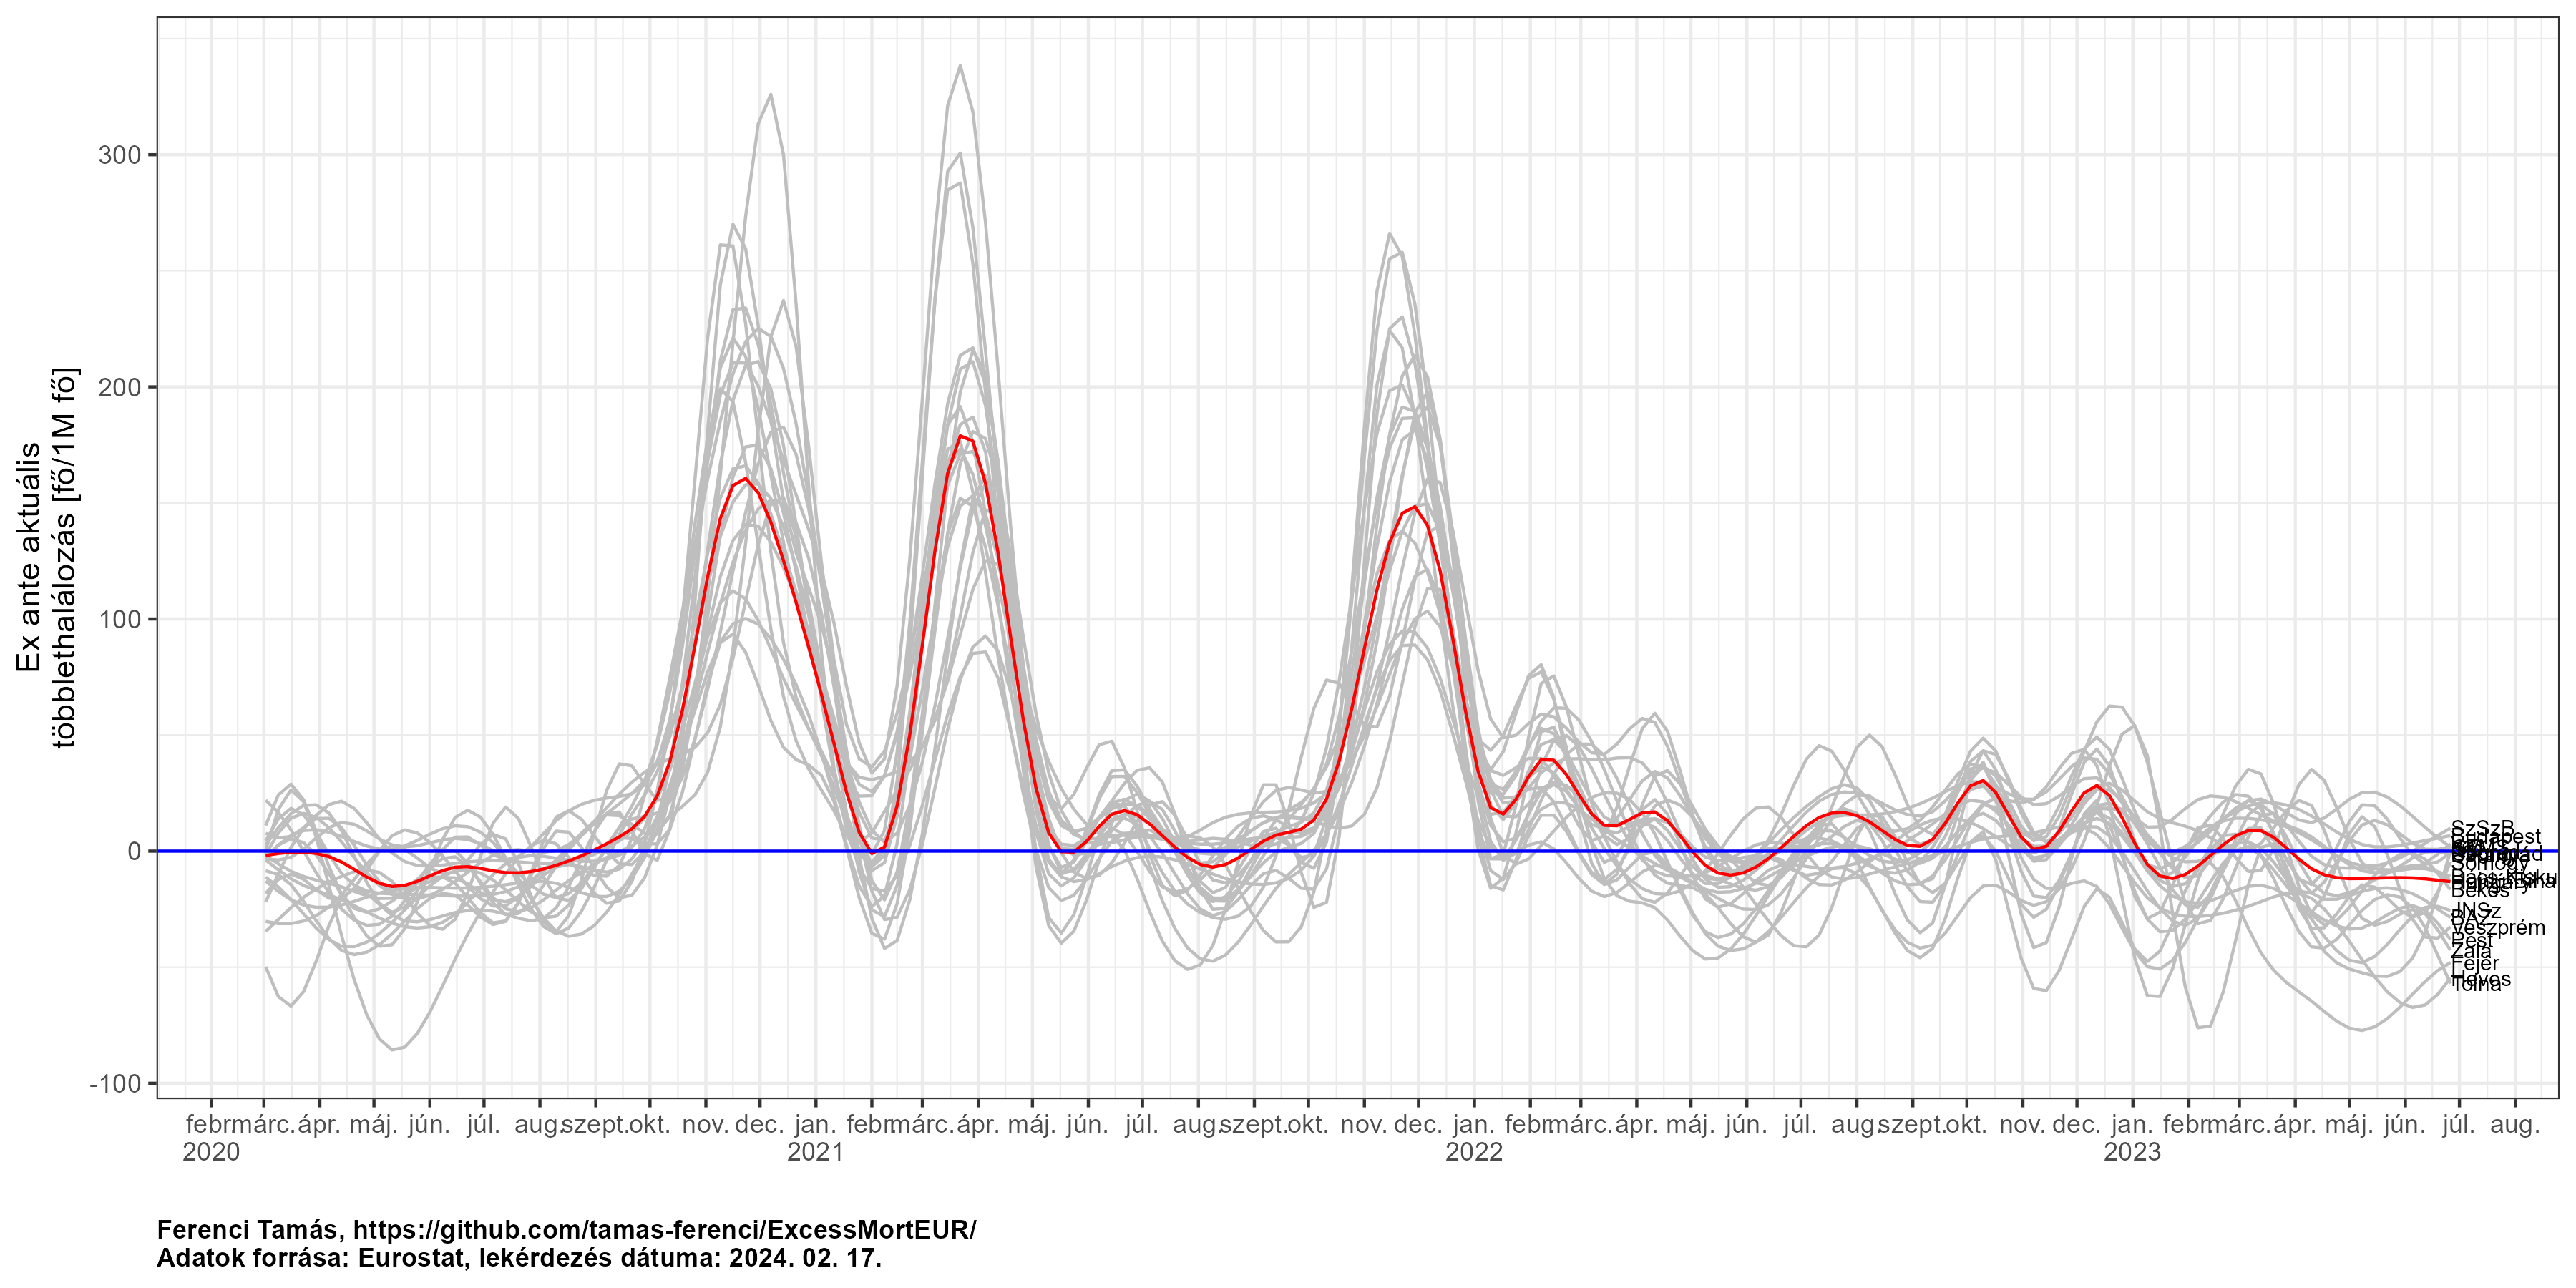 Ex ante aktuális
többlethalálozás [fő/1M fő]
300
200
100
0
-100
SzSzB
Budapest
Somogy
Békés
JNSz
BAZ
Veszprém
Pest
Zala
Fejér
Heves
Tolna
febr. márc. ápr. máj. jún. júl. aug. szept. okt. nov. dec. jan. febr. márc. ápr. máj. jún. júl. aug. szept. okt. nov. dec. jan. febr. márc. ápr. máj. jún. júl. aug. szept. okt. nov. dec. jan. febr. márc. ápr. máj. jún. júl. aug.
2020 2021 2022 2023
Ferenci Tamás, https://github.com/tamas-ferenci/ExcessMortEUR/
Adatok forrása: Eurostat, lekérdezés dátuma: 2024. 02. 17.